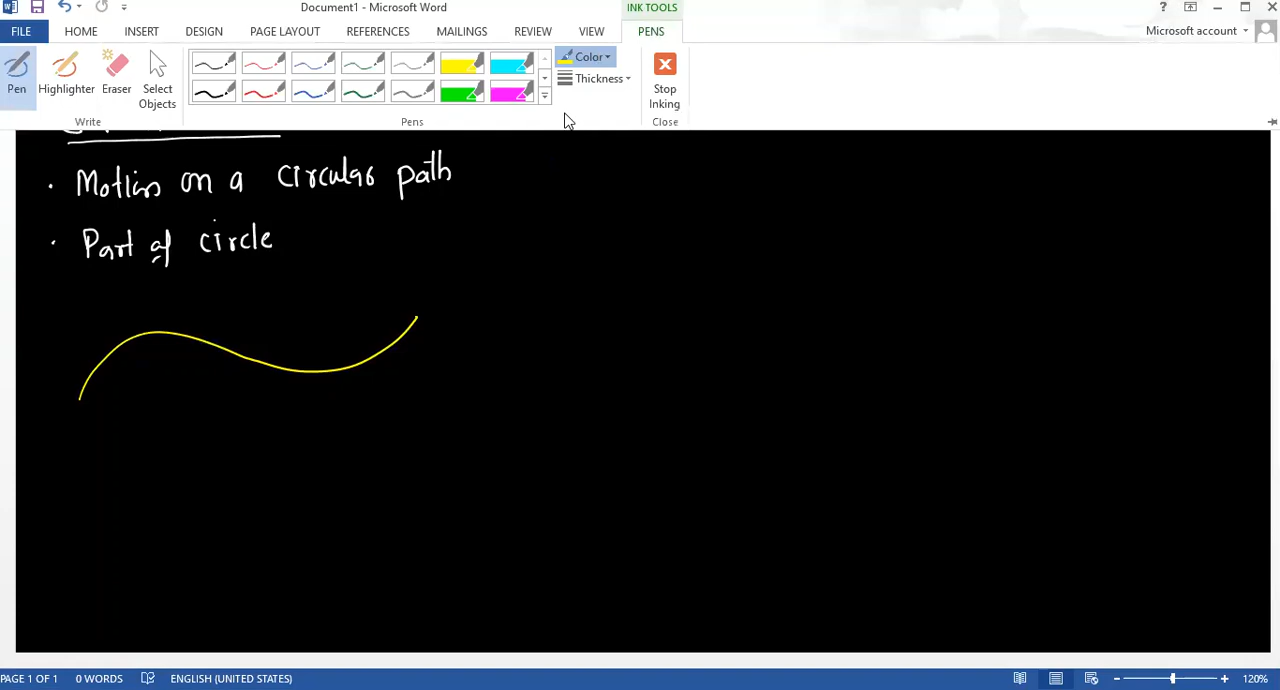 Document1 - Microsoft Word
INK TOOLS
? 
FILE HOME INSERT DESIGN PAGE LAYOUT REFERENCES MAILINGS REVIEW VIEW PENS
Microsoft account
Pen Highlighter Eraser Select Objects
Color
Thickness
Stop Inking
Write Pens Close
· Motion on a circular path
· Part of circle
PAGE 1 OF 1 0 WORDS ENGLISH (UNITED STATES) 120%